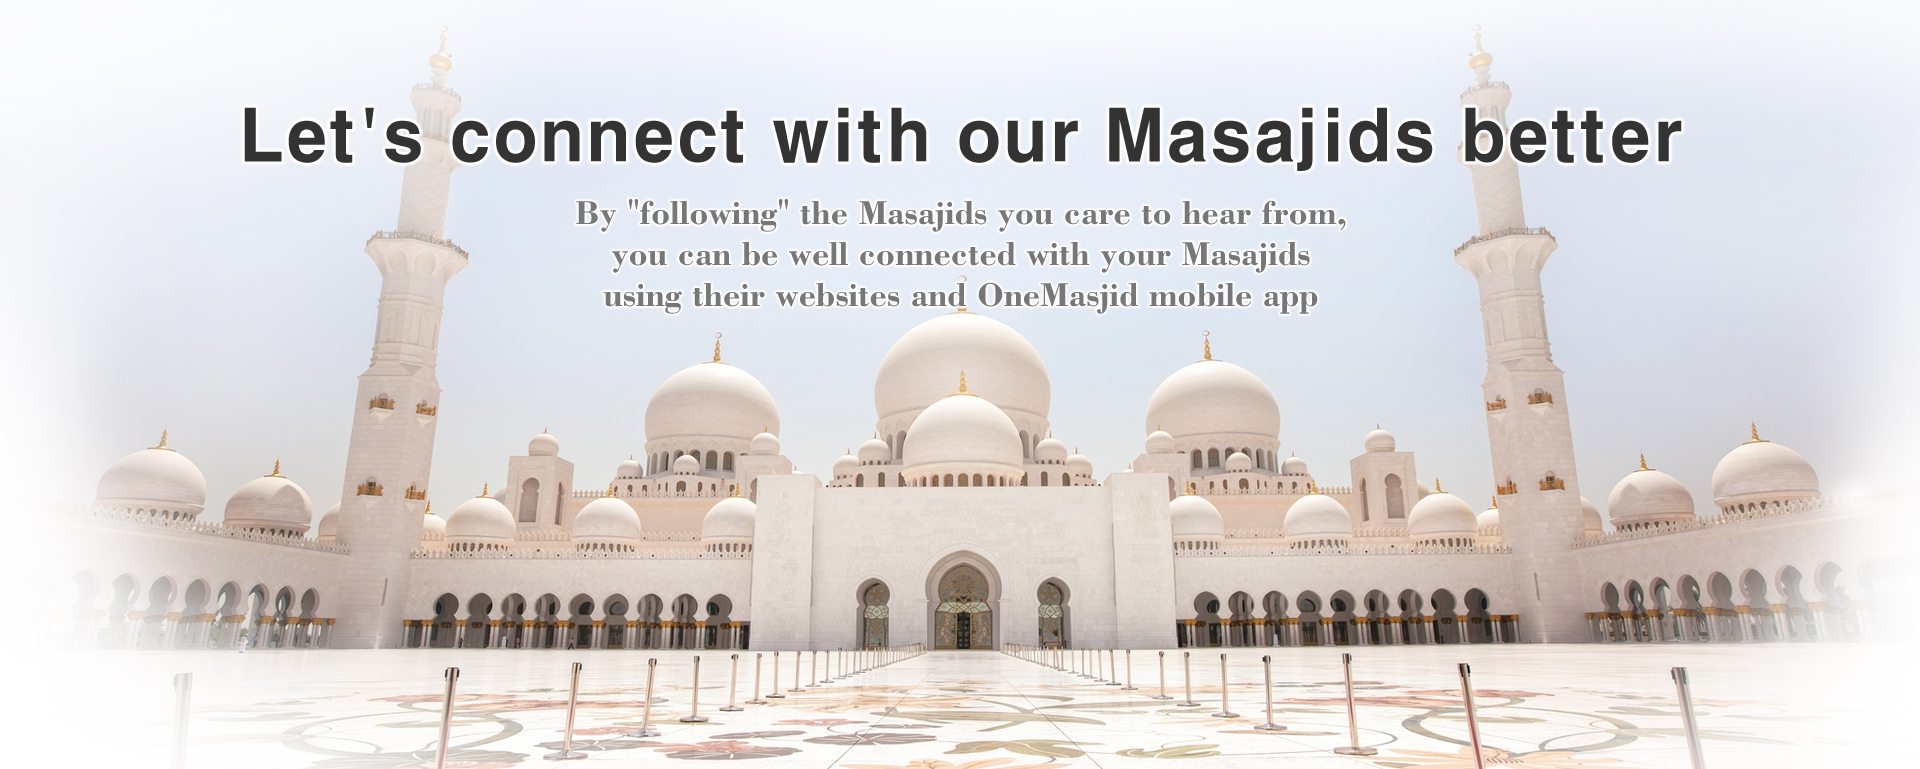 Let's connect with our Masajids better
By "following" the Masajids you care to hear from,
you can be well connected with your Masajids
using their websites and OneMasjid mobile app